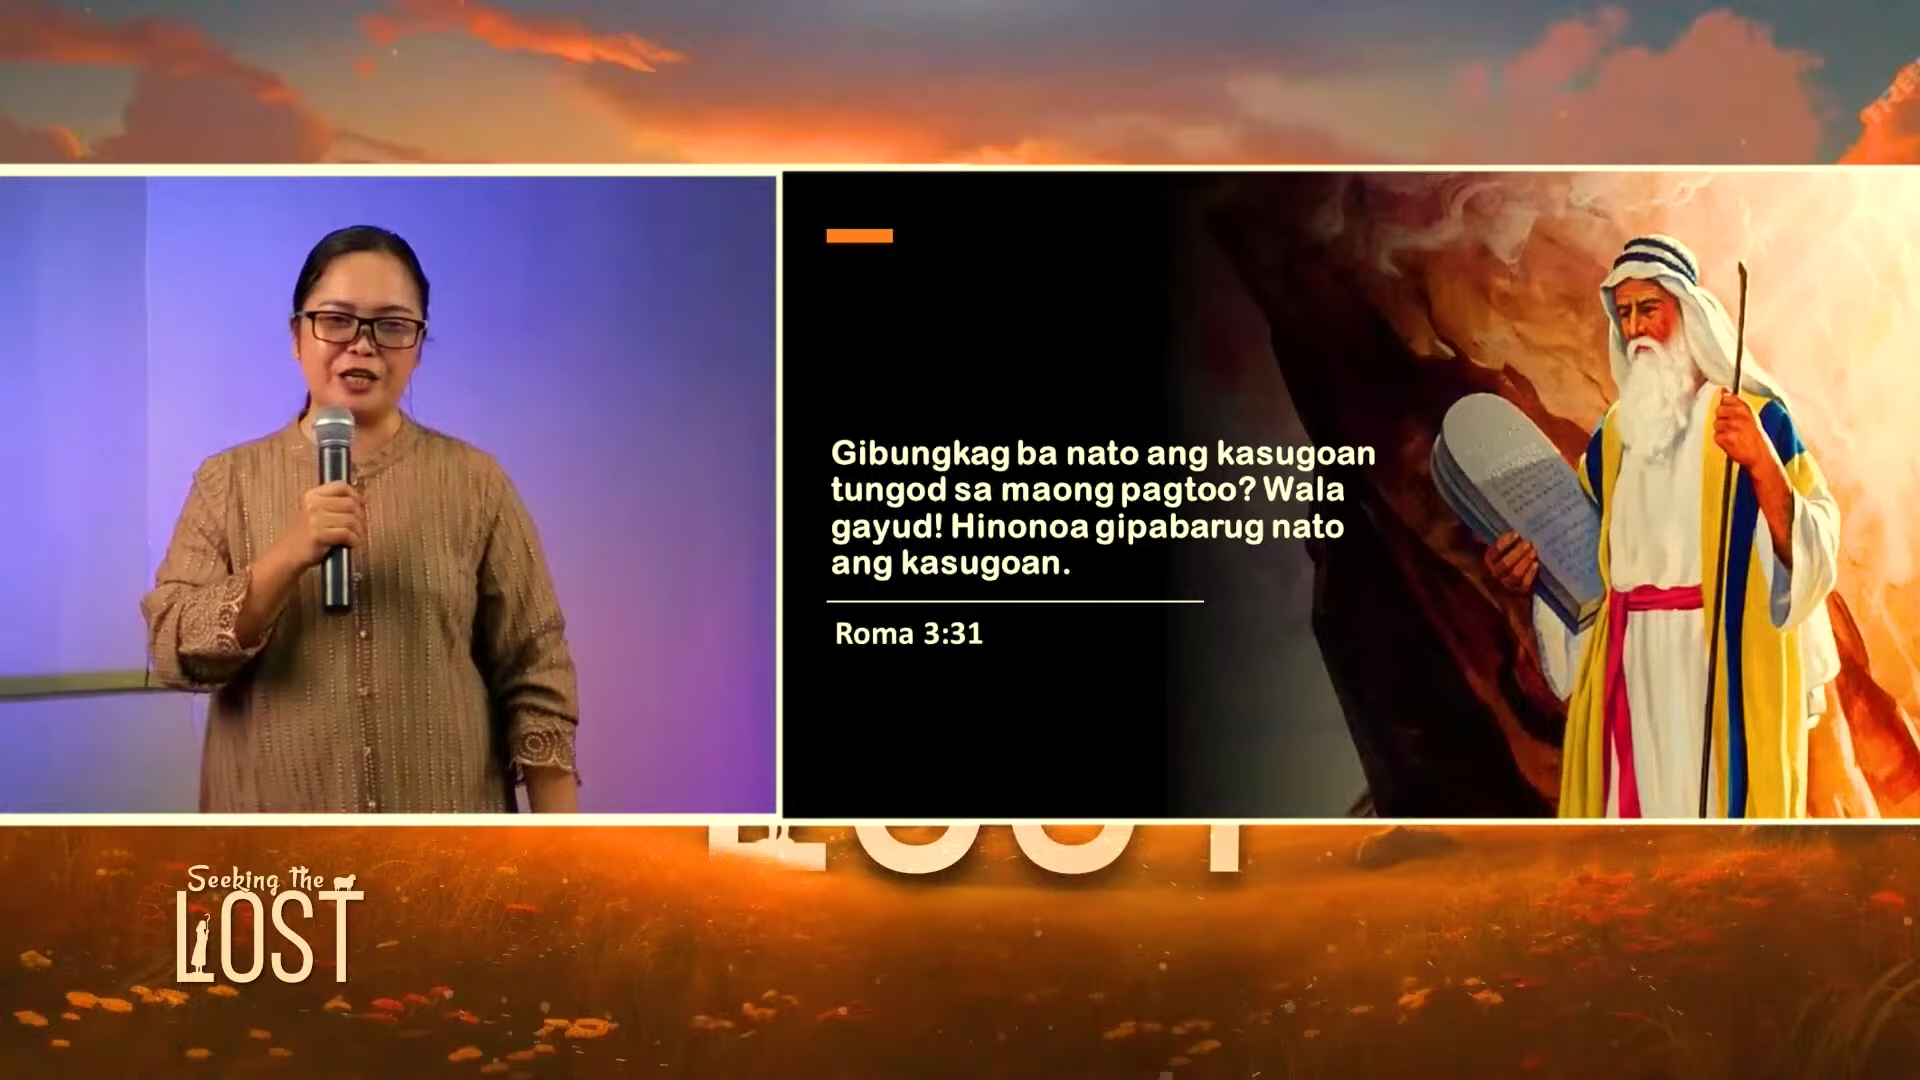 Gibungkag ba nato ang kasugoan
tungod sa maong pagtoo? Wala
gayud! Hinonoa gipabarug nato
ang kasugoan.
Roma 3:31
LOST
Seeking the
LOST